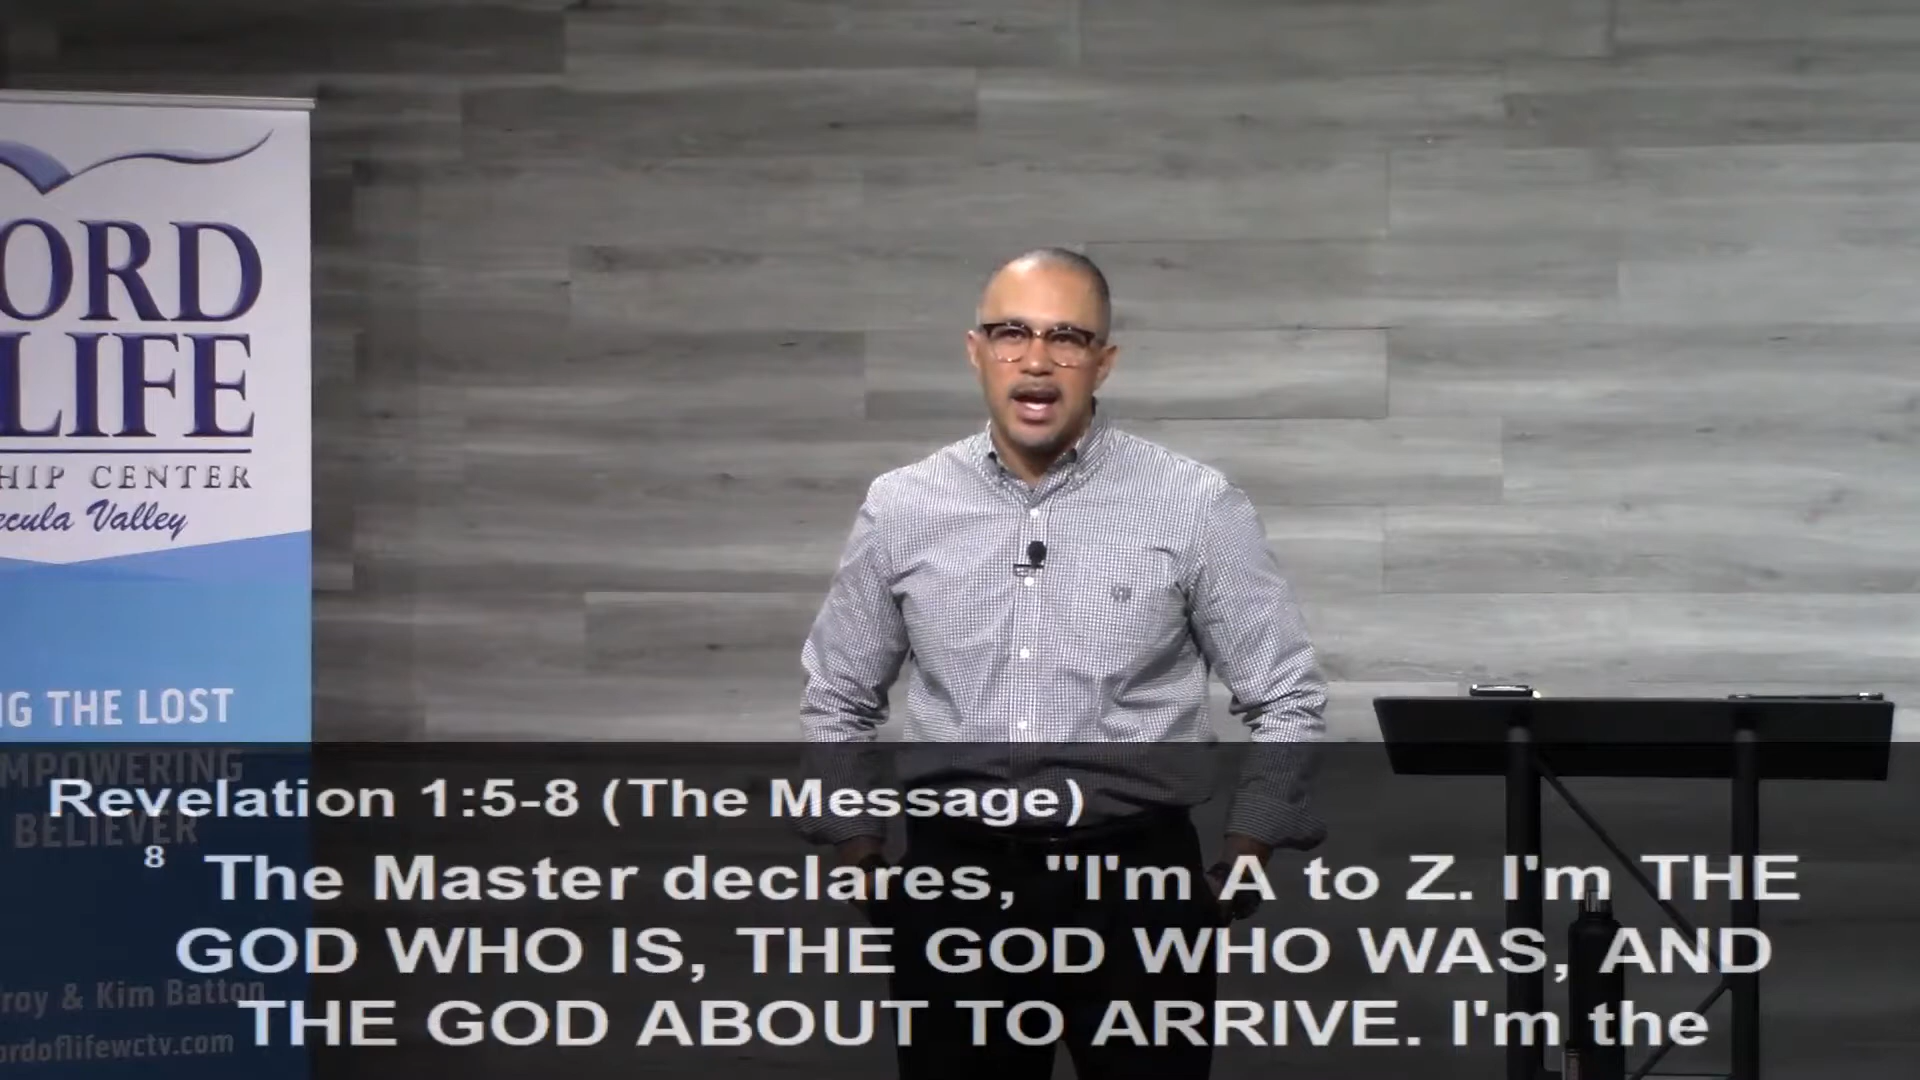 ORD
LIFE
HIP CENTER
ecula Valley
G THE LOST
MPOWERING
BELIEVER
roy & Kim Batton
ordoflifewctv.com
Revelation 1:5-8 (The Message)
8 The Master declares, "I'm A to Z. I'm THE
GOD WHO IS, THE GOD WHO WAS, AND
THE GOD ABOUT TO ARRIVE. I'm the